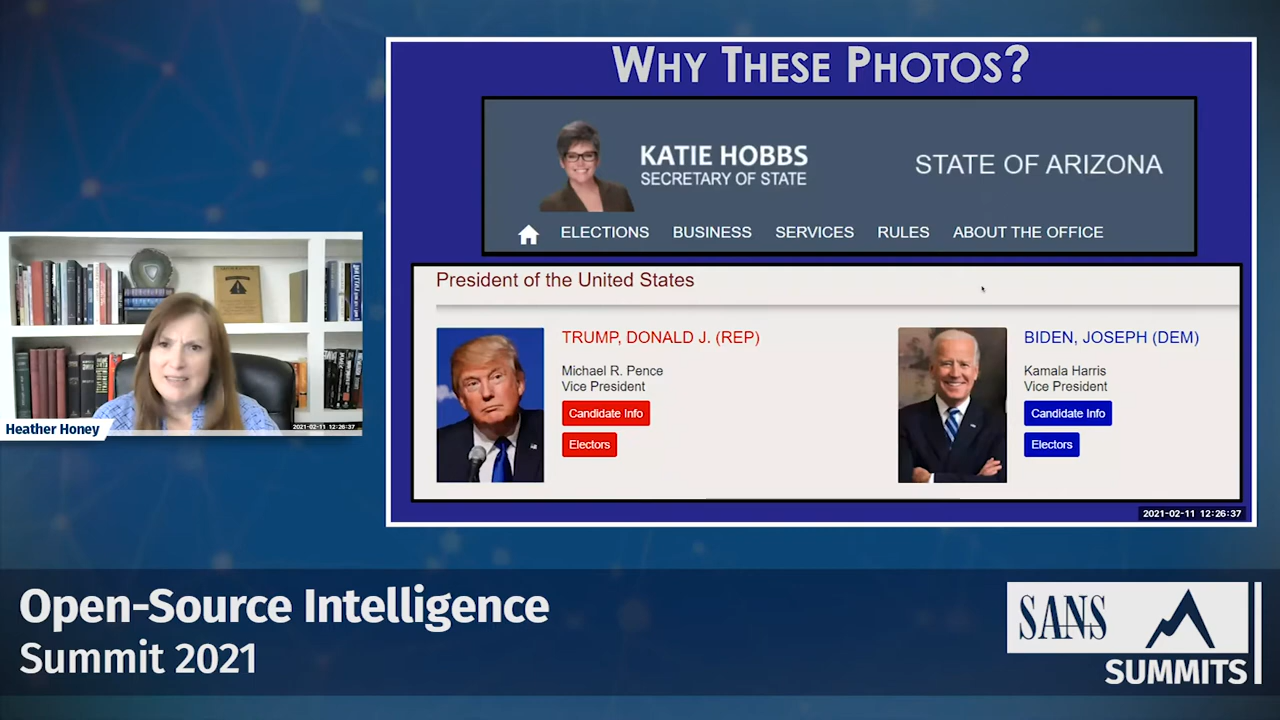 WHY THESE PHOTOS?
KATIE HOBBS
SECRETARY OF STATE
STATE OF ARIZONA
ELECTIONS BUSINESS SERVICES RULES ABOUT THE OFFICE
President of the United States
TRUMP, DONALD J. (REP)
Michael R. Pence
Vice President
Candidate Info
Electors
BIDEN, JOSEPH (DEM)
Kamala Harris
Vice President
Candidate Info
Electors
2021-02-11 12:26:37
Heather Honey
2021-02-11 12:26:37
Open-Source Intelligence
Summit 2021
SANS
SUMMITS